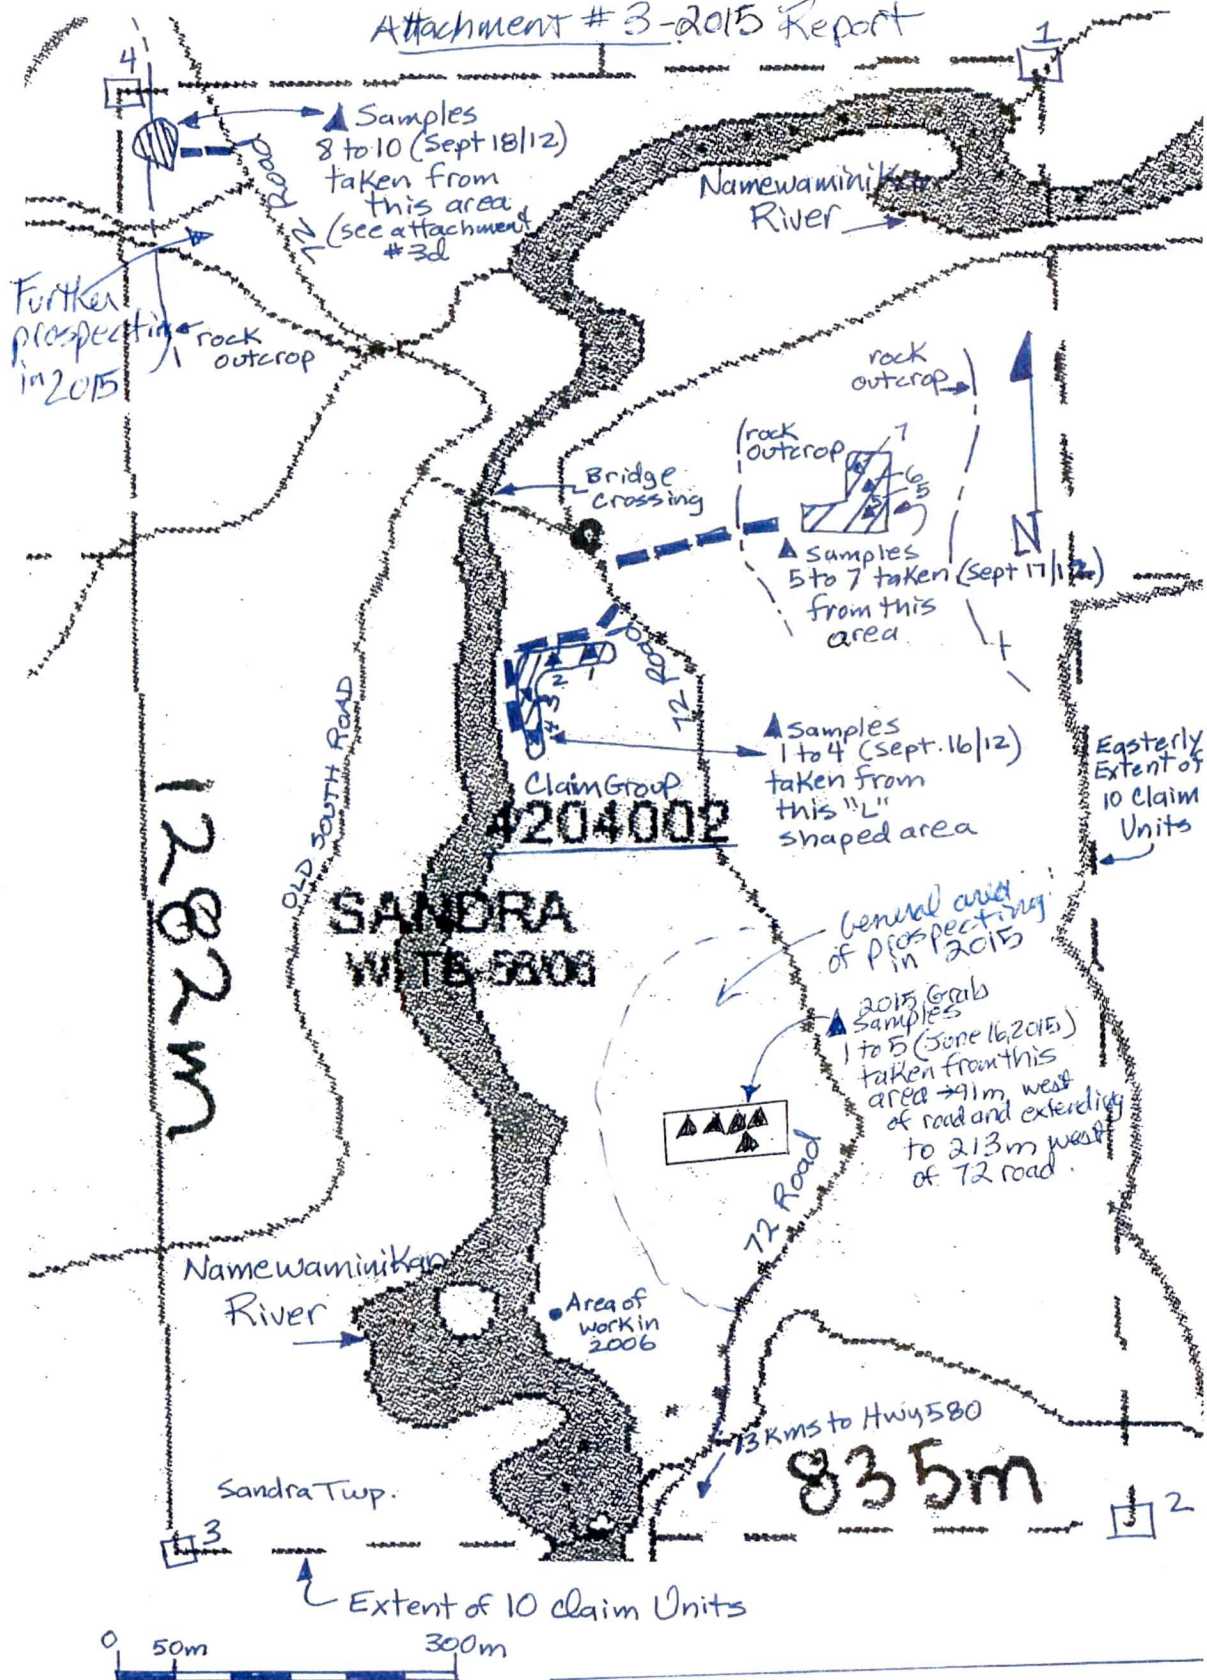 Attachment # 3 - 2015 Report
4
1
Samples
8 to 10 (Sept 18/12)
taken from
this area
(see attachment
#3d
72 Road
Namewaminikan
River
Further
prospecting
in 2015
rock
outcrop
rock
outcrop
rock
outcrop
7
6
5
5
N
Bridge
Crossing
Samples
5 to 7 taken (Sept 17/12)
from this
area
72 Road
1
2
3
4
Samples
1 to 4 (Sept. 16/12)
taken from
this "L"
shaped area
Claim Group
4204002
OLD SOUTH ROAD
Easterly
Extent of
10 Claim
Units
1282m
SANDRA
General area
of prospecting
in 2015
2015 Grab
Samples
1 to 5 (June 16, 2015)
taken from this
area → 91m west
of road and extending
to 213m west
of 72 road.
72 Road
Namewaminikan
River
Area of
work in
2006
13 Kms to Hwy 580
835m
Sandra Twp.
3
2
Extent of 10 claim Units
0 50m 300m